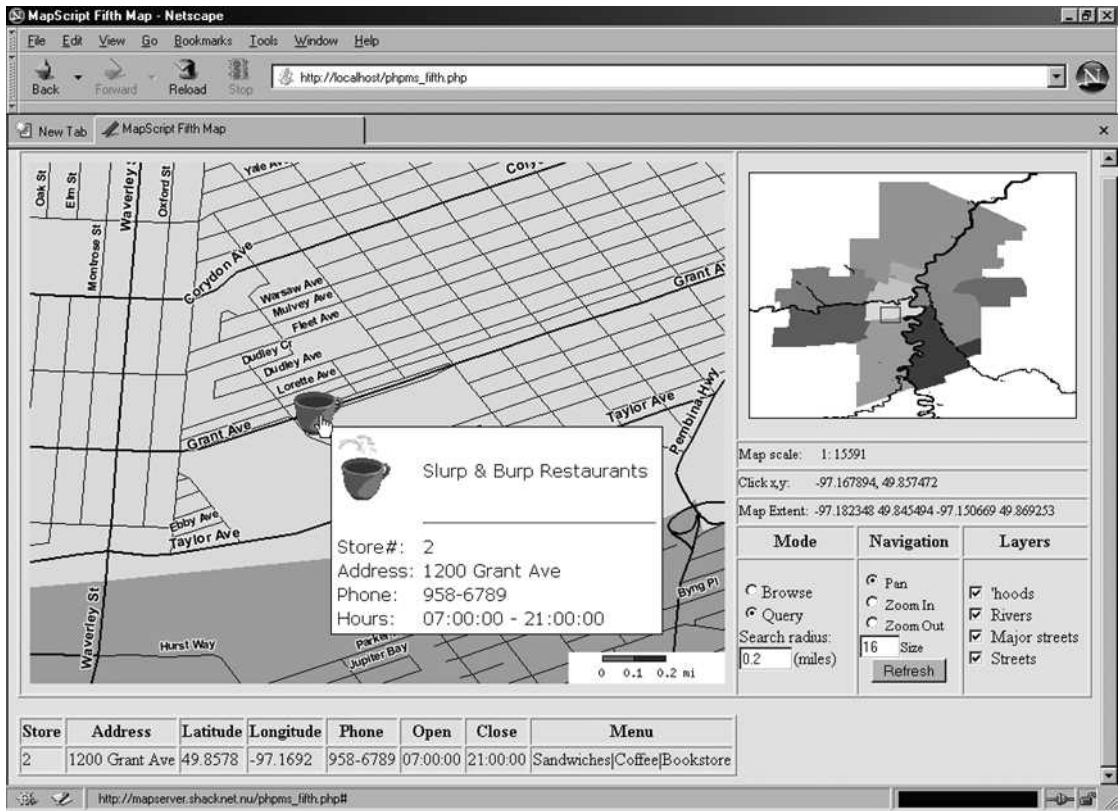 MapScript Fifth Map - Netscape
File Edit View Go Bookmarks Tools Window Help
Back Forward Reload Stop
http://localhost/phpms_fifth.php
New Tab MapScript Fifth Map
Oak St
Elm St
Montrose St
Waverley
Oxford St
Yale Av
Cory
Corydon Ave
Grant A
Warsaw Ave
Mulvey Ave
Fleet Ave
Dudley Cr
Dudley Ave
Lorette Ave
Grant Ave
Taylor Ave
Pembina Hwy
Ebby Ave
Taylor Ave
Waverley St
Hurst Way
Jupiter Bay
Byng Pl
Slurp & Burp Restaurants
Store#: 2
Address: 1200 Grant Ave
Phone: 958-6789
Hours: 07:00:00 - 21:00:00
0 0.1 0.2 mi
Map scale: 1: 15591
Click x,y: -97.167894, 49.857472
Map Extent: -97.182348 49.845494 -97.150669 49.869253
Mode Navigation Layers
Browse
Query
Search radius:
0.2 (miles)
Pan
Zoom In
Zoom Out
16 Size
Refresh
'hoods
Rivers
Major streets
Streets
Store Address Latitude Longitude Phone Open Close Menu
2 1200 Grant Ave 49.8578 -97.1692 958-6789 07:00:00 21:00:00 Sandwiches|Coffee|Bookstore
http://mapserver.shacknet.nu/phpms_fifth.php#